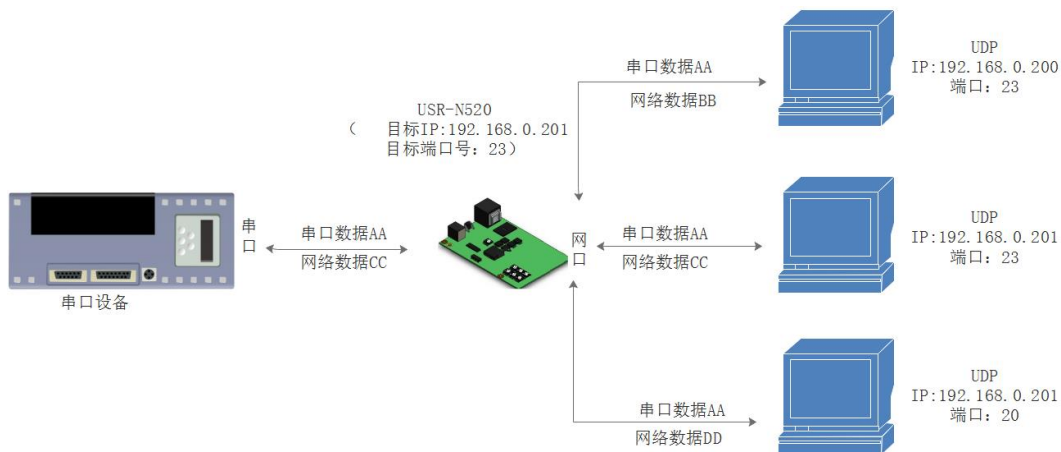 串口数据AA
网络数据BB
UDP
IP:192.168.0.200
端口: 23
USR-N520
( 目标IP:192.168.0.201
目标端口号: 23)
串口
串口数据AA
网络数据CC
网口
串口数据AA
网络数据CC
UDP
IP:192.168.0.201
端口: 23
串口设备
串口数据AA
网络数据DD
UDP
IP:192.168.0.201
端口: 20